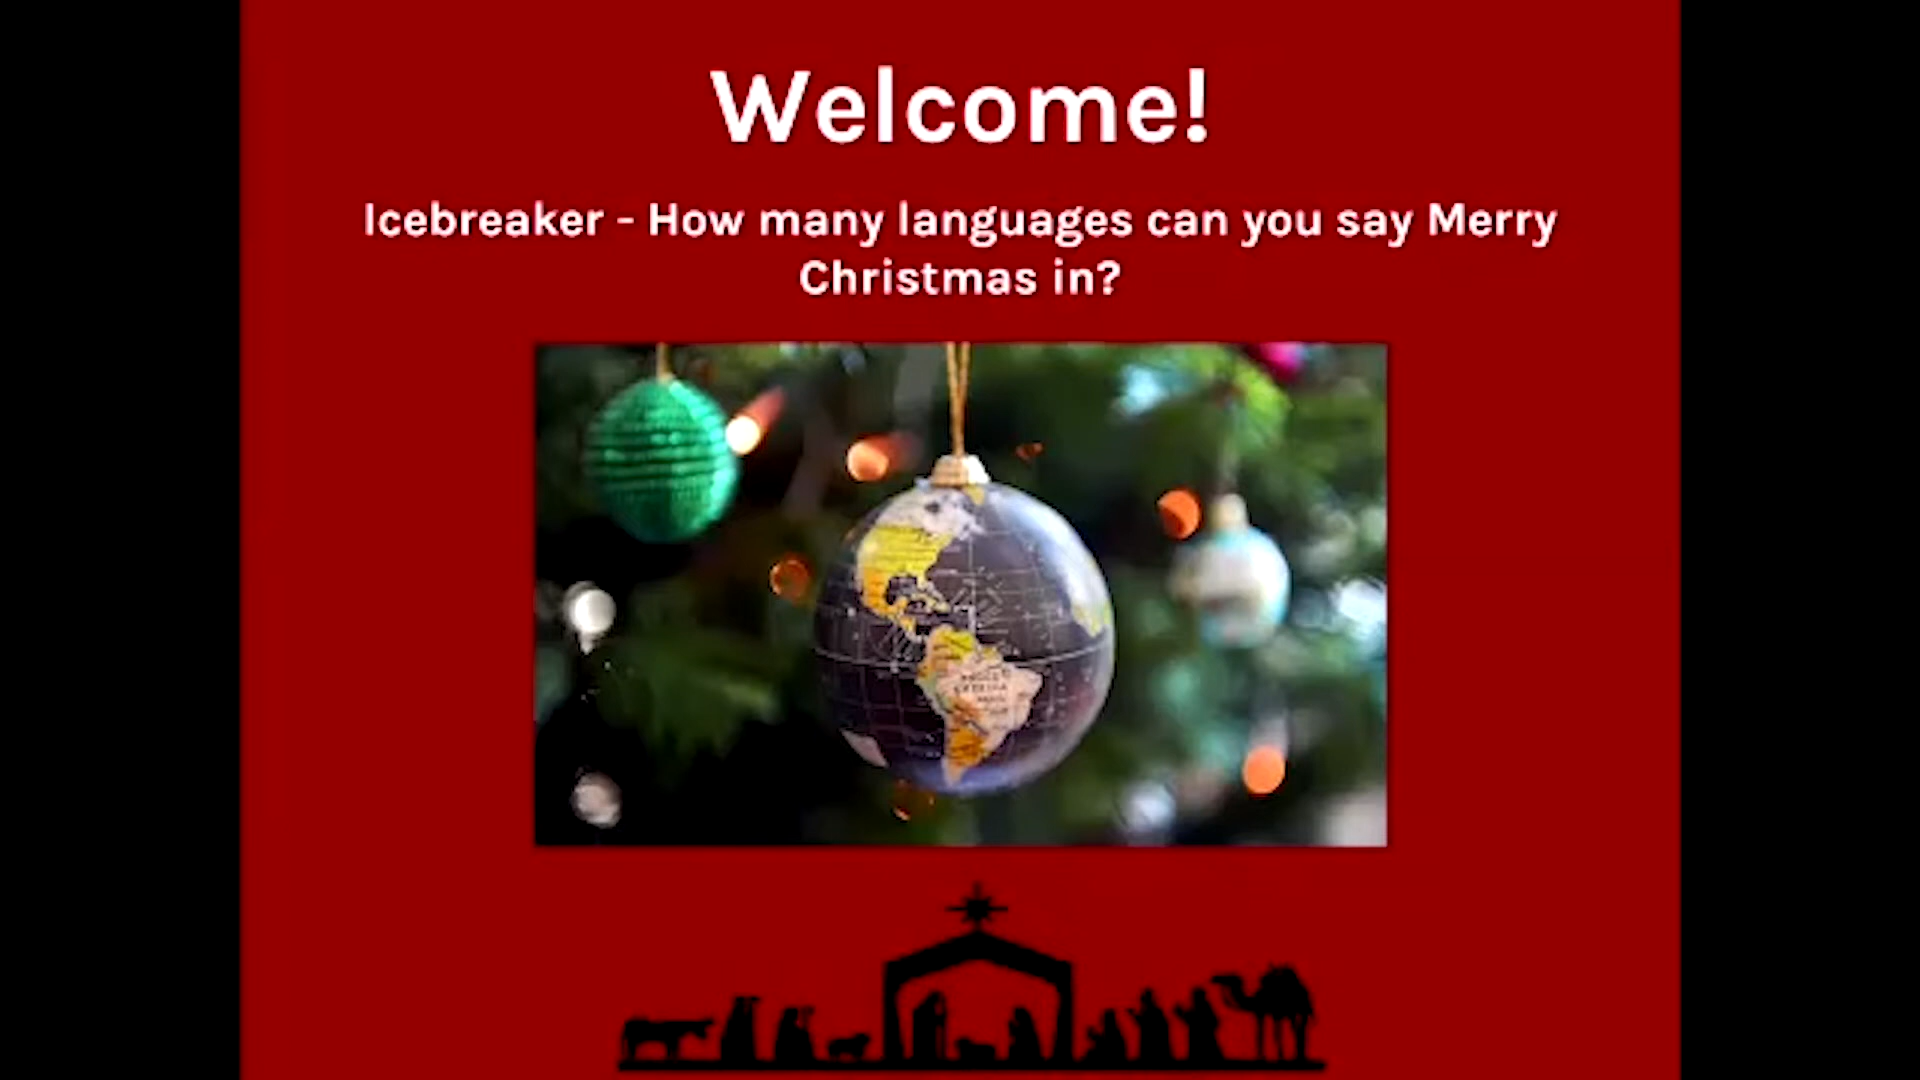 Welcome!
Icebreaker - How many languages can you say Merry
Christmas in?